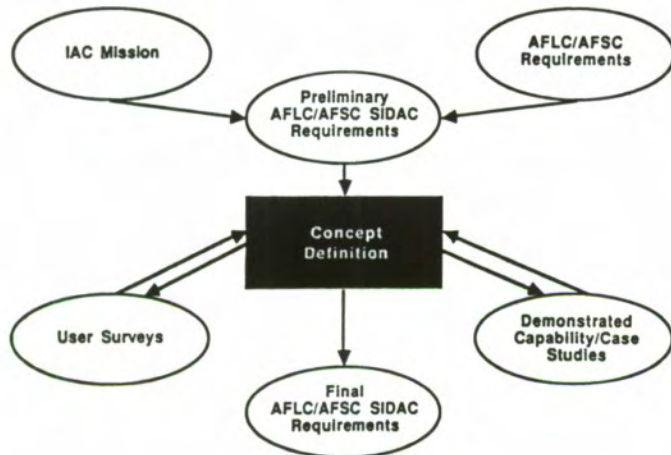 IAC Mission
AFLC/AFSC
Requirements
Preliminary
AFLC/AFSC SIDAC
Requirements
Concept
Definition
User Surveys
Demonstrated
Capability/Case
Studies
Final
AFLC/AFSC SIDAC
Requirements